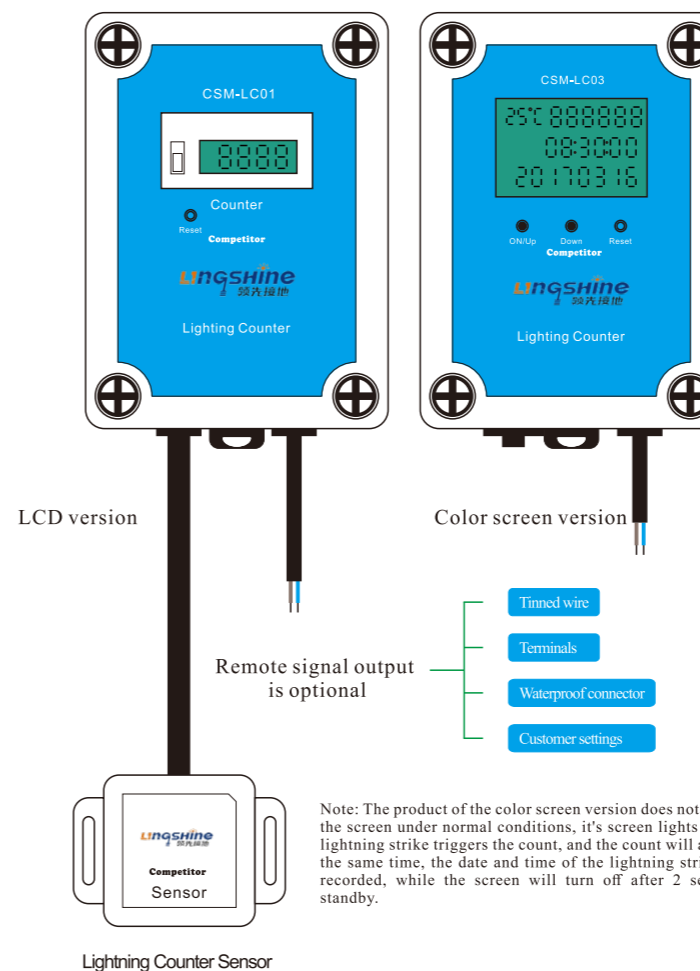 CSM-LC01
8888
Counter
Reset
Competitor
LINGSHINE
领先接地
Lighting Counter
CSM-LC03
25℃ 888888
08:30:00
20170316
ON/Up
Down
Reset
Competitor
LINGSHINE
领先接地
Lighting Counter
LCD version
Color screen version
Remote signal output
is optional
Tinned wire
Terminals
Waterproof connector
Customer settings
LINGSHINE
领先接地
Competitor
Sensor
Lightning Counter Sensor
Note: The product of the color screen version does not
the screen under normal conditions, it's screen lights
lightning strike triggers the count, and the count will
the same time, the date and time of the lightning
recorded, while the screen will turn off after 2
standby.